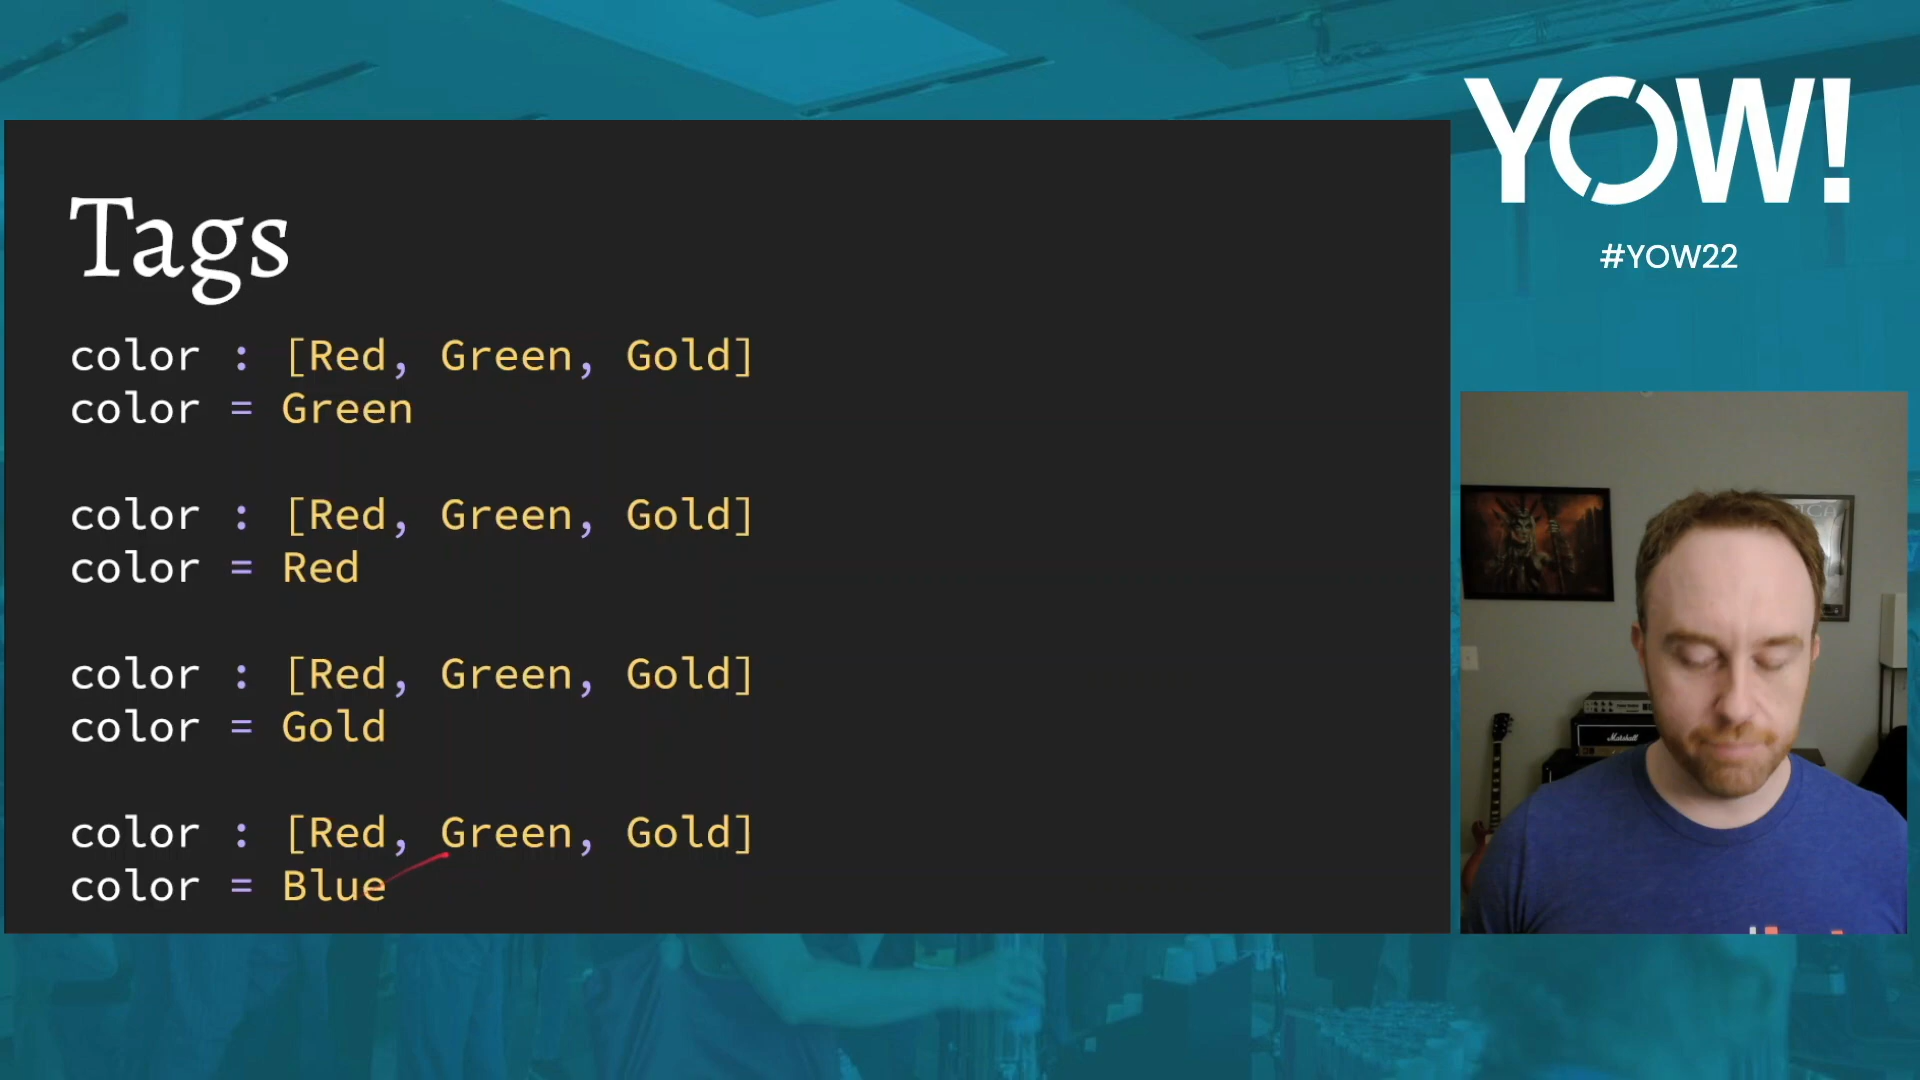 Tags
color : [Red, Green, Gold]
color = Green
color : [Red, Green, Gold]
color = Red
color : [Red, Green, Gold]
color = Gold
color : [Red, Green, Gold]
color = Blue
YOW!
#YOW22
Marshall